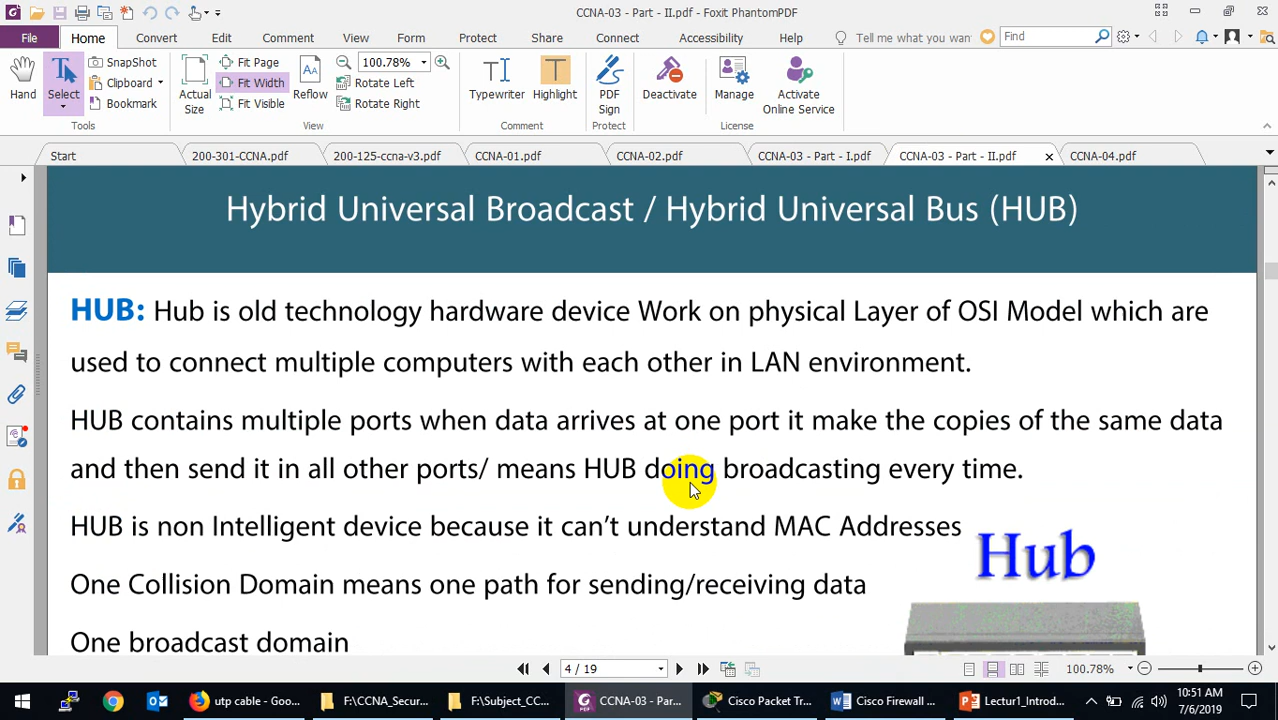 CCNA-03 - Part - II.pdf - Foxit PhantomPDF
File Home Convert Edit Comment View Form Protect Share Connect Accessibility Help Tell me what you want.. Find
Hand
Select
SnapShot
Clipboard
Bookmark
Tools
Actual Size
Fit Page
Fit Width
Fit Visible
Reflow
100.78%
Rotate Left
Rotate Right
View
Typewriter
Highlight
Comment
PDF Sign
Protect
Deactivate
Manage
Activate Online Service
License
Start 200-301-CCNA.pdf 200-125-ccna-v3.pdf CCNA-01.pdf CCNA-02.pdf CCNA-03 - Part - I.pdf CCNA-03 - Part - II.pdf CCNA-04.pdf
Hybrid Universal Broadcast / Hybrid Universal Bus (HUB)
HUB: Hub is old technology hardware device Work on physical Layer of OSI Model which are
used to connect multiple computers with each other in LAN environment.
HUB contains multiple ports when data arrives at one port it make the copies of the same data
and then send it in all other ports/ means HUB doing broadcasting every time.
HUB is non Intelligent device because it can't understand MAC Addresses
Hub
One Collision Domain means one path for sending/receiving data
One broadcast domain
4 / 19
100.78%
utp cable - Goo... F:\CCNA_Secur... F:\Subject_CC... CCNA-03 - Par... Cisco Packet Tr... Cisco Firewall ... Lectur1_Introd...
10:51 AM
7/6/2019